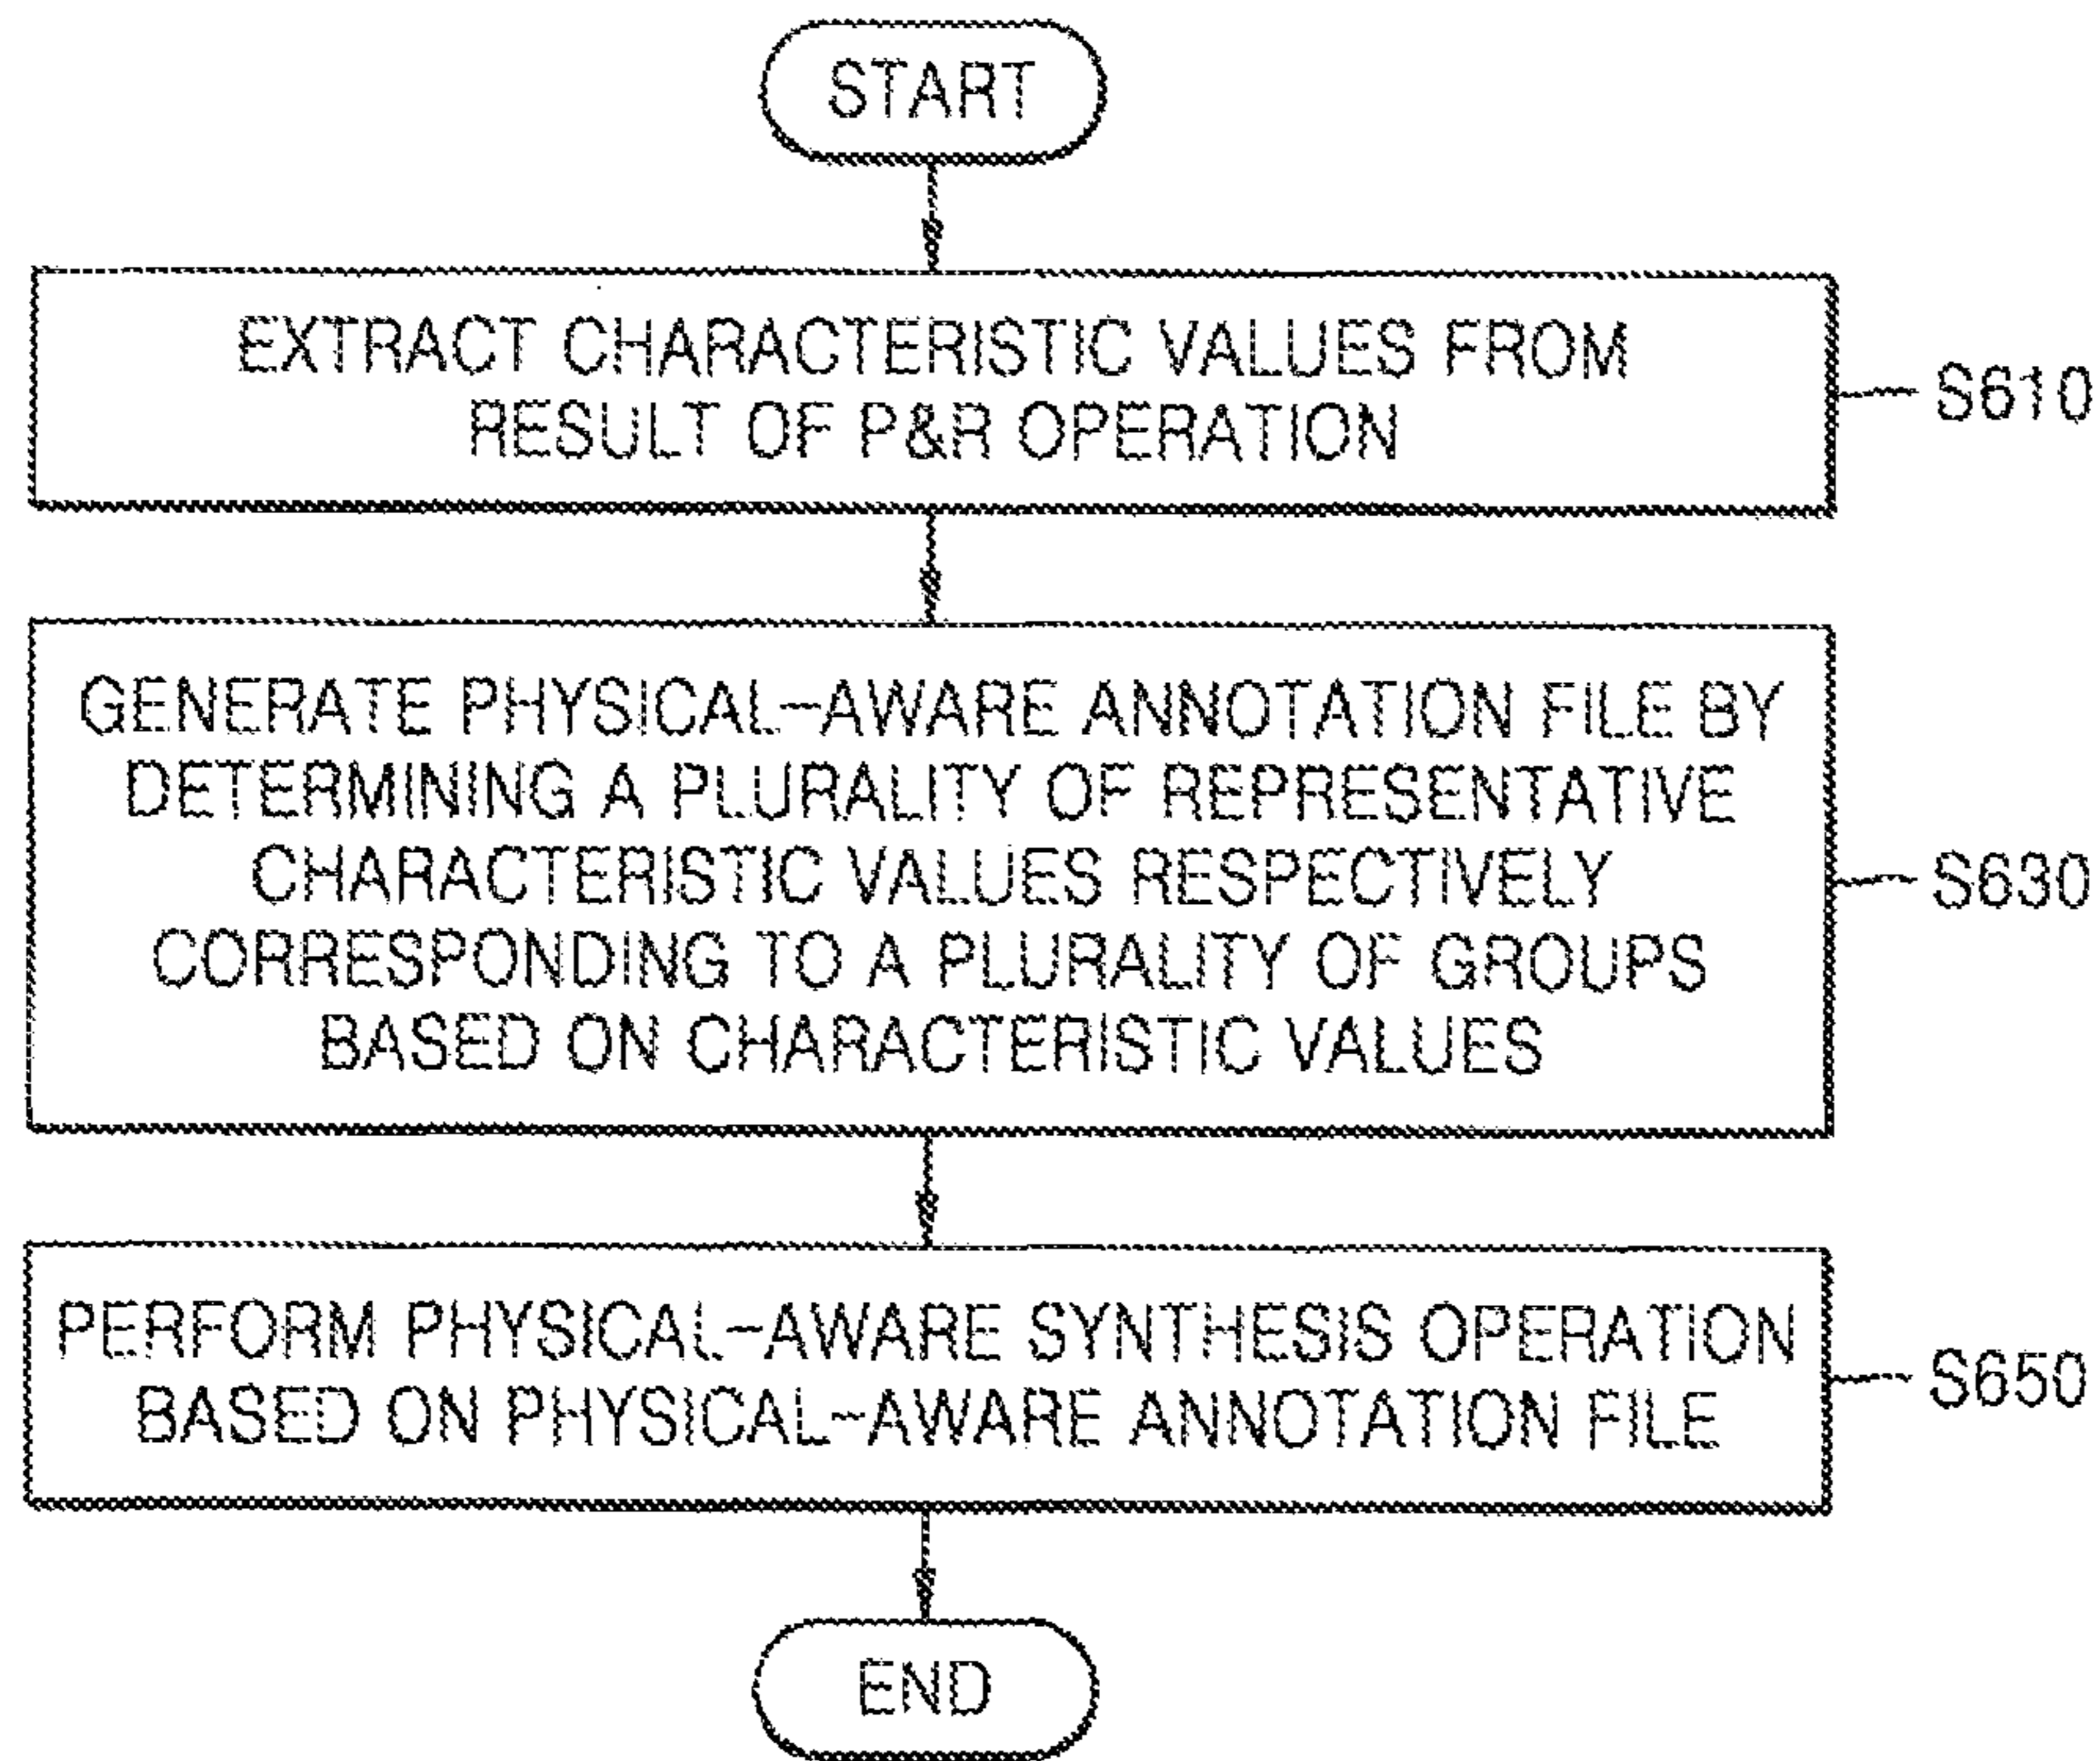 START
EXTRACT CHARACTERISTIC VALUES FROM
RESULT OF P&R OPERATION
S610
GENERATE PHYSICAL-AWARE ANNOTATION FILE BY
DETERMINING A PLURALITY OF REPRESENTATIVE
CHARACTERISTIC VALUES RESPECTIVELY
CORRESPONDING TO A PLURALITY OF GROUPS
BASED ON CHARACTERISTIC VALUES
S630
PERFORM PHYSICAL-AWARE SYNTHESIS OPERATION
BASED ON PHYSICAL-AWARE ANNOTATION FILE
S650
END